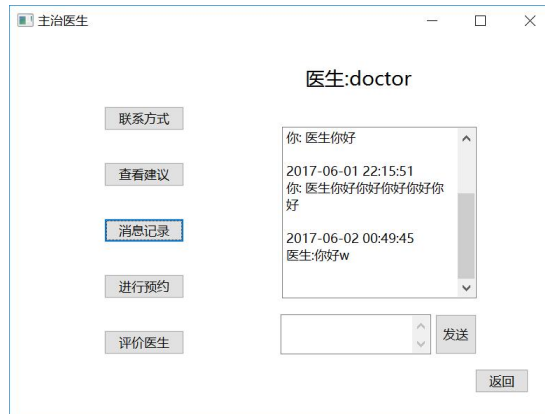 主治医生
医生:doctor
联系方式
查看建议
消息记录
进行预约
评价医生
你: 医生你好
2017-06-01 22:15:51
你: 医生你好你好你好你好你
好
2017-06-02 00:49:45
医生:你好w
发送
返回